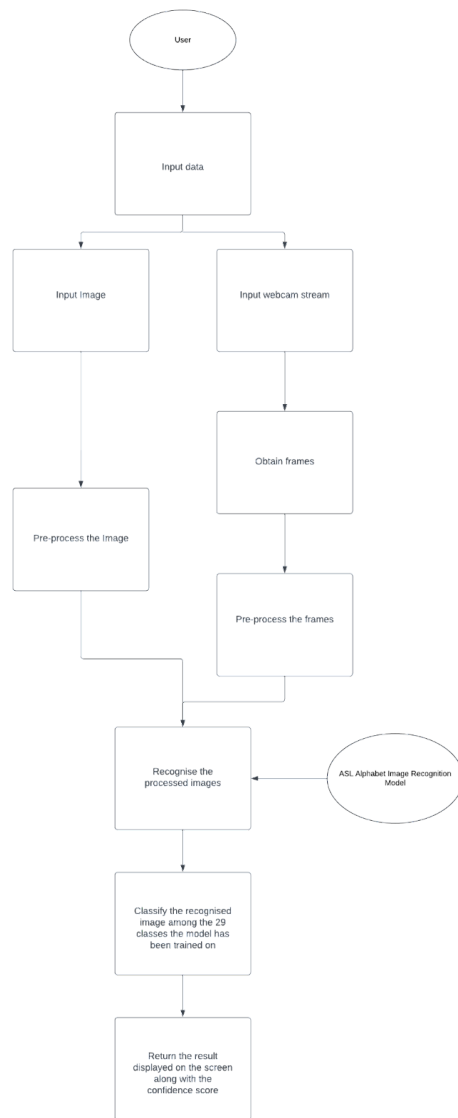 User
Input data
Input Image
Input webcam stream
Obtain frames
Pre-process the Image
Pre-process the frames
Recognise the
processed images
ASL Alphabet Image Recognition
Model
Classify the recognised
image among the 29
classes the model has
been trained on
Return the result
displayed on the screen
along with the
confidence score